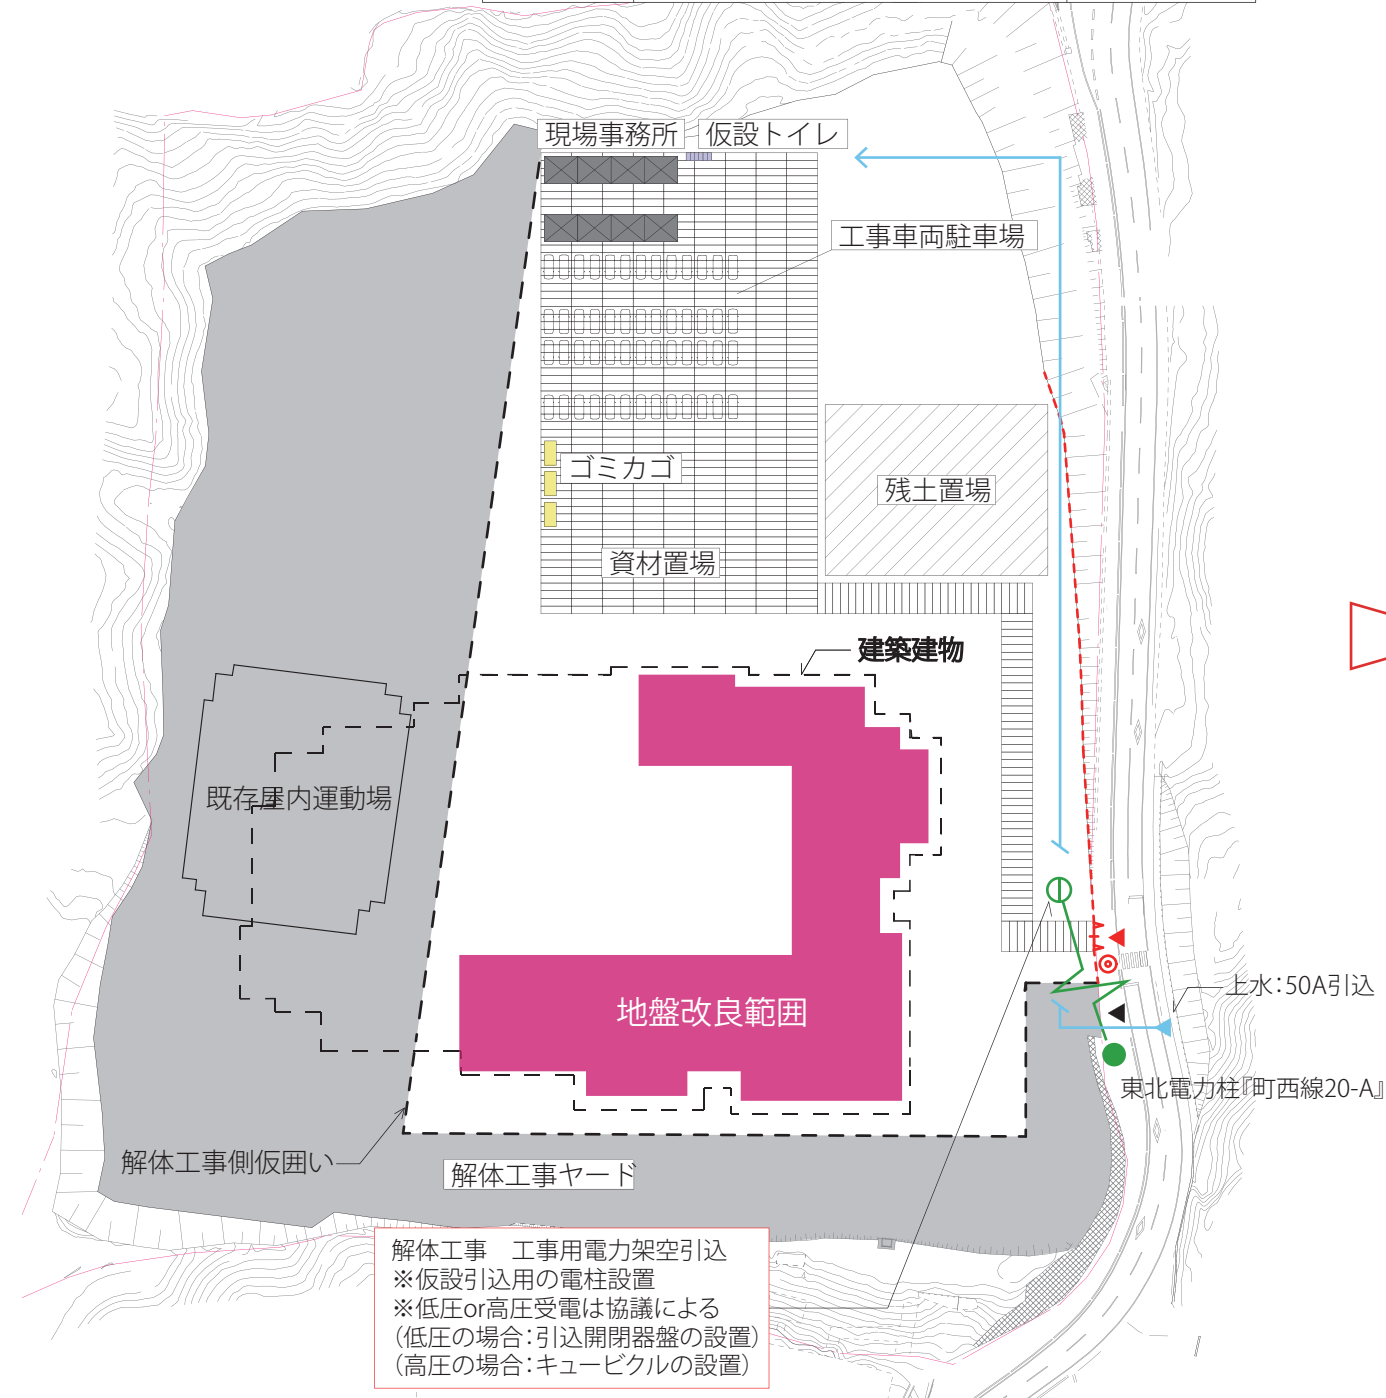 現場事務所
仮設トイレ
工事車両駐車場
ゴミカゴ
残土置場
資材置場
建築建物
既存屋内運動場
地盤改良範囲
上水：50A引込
東北電力柱『町西線20-A』
解体工事側仮囲い
解体工事ヤード
解体工事　工事用電力架空引込
※仮設引込用の電柱設置
※低圧or高圧受電は協議による
（低圧の場合：引込開閉器盤の設置）
（高圧の場合：キュービクルの設置）